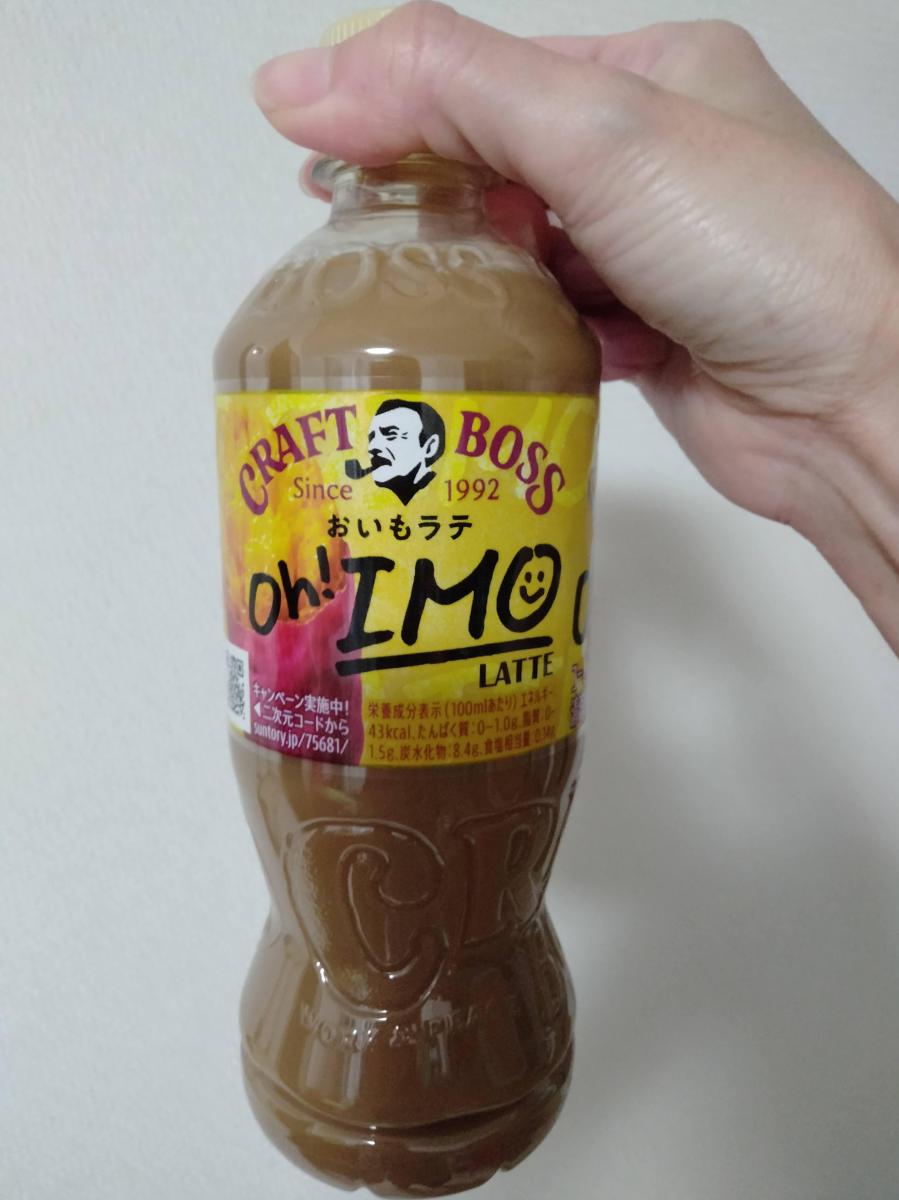 BOSS
CRAFT BOSS
Since 1992
おいもラテ
Oh! IMO
LATTE
キャンペーン実施中!
◀二次元コードから
suntory.jp/75681/
栄養成分表示(100mlあたり)エネルギー:
43kcal、たんぱく質:0~1.0g、脂質:0~
1.5g、炭水化物:8.4g、食塩相当量:0.14g
CR